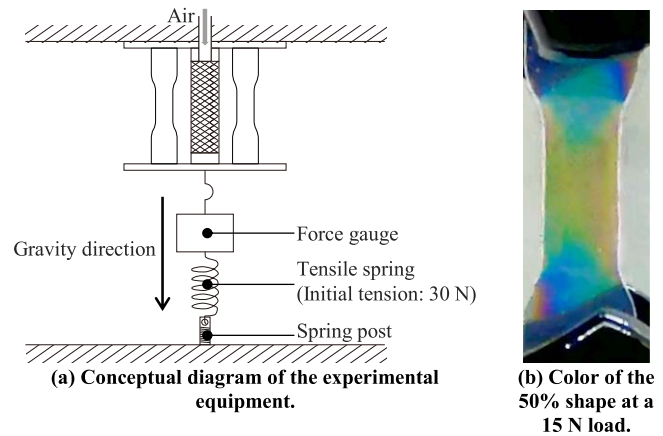 Air
Gravity direction
Force gauge
Tensile spring
(Initial tension: 30 N)
Spring post
(a) Conceptual diagram of the experimental
equipment.
(b) Color of the
50% shape at a
15 N load.